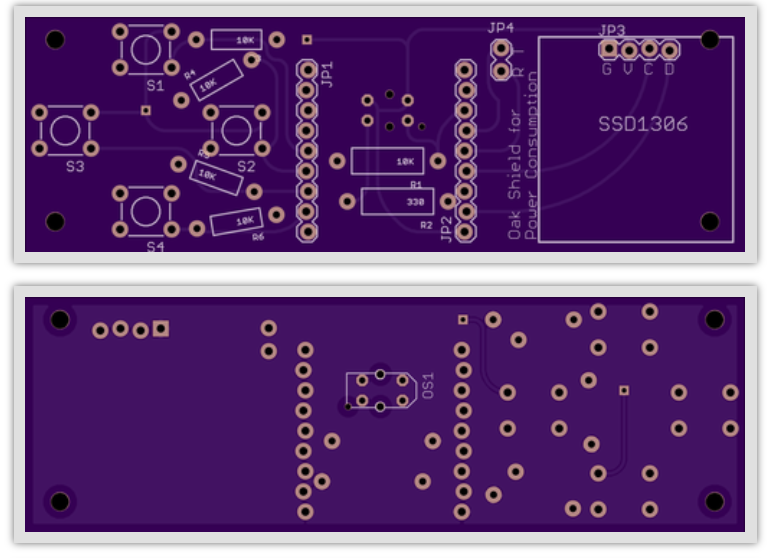 JP4
JP3
10K
S1
R4
10K
JP1
G V C D
R I
SSD1306
S3
S2
R5
10K
10K
R1
330
R2
10K
R6
S4
JP2
Oak Shield for
Power Consumption
OS1